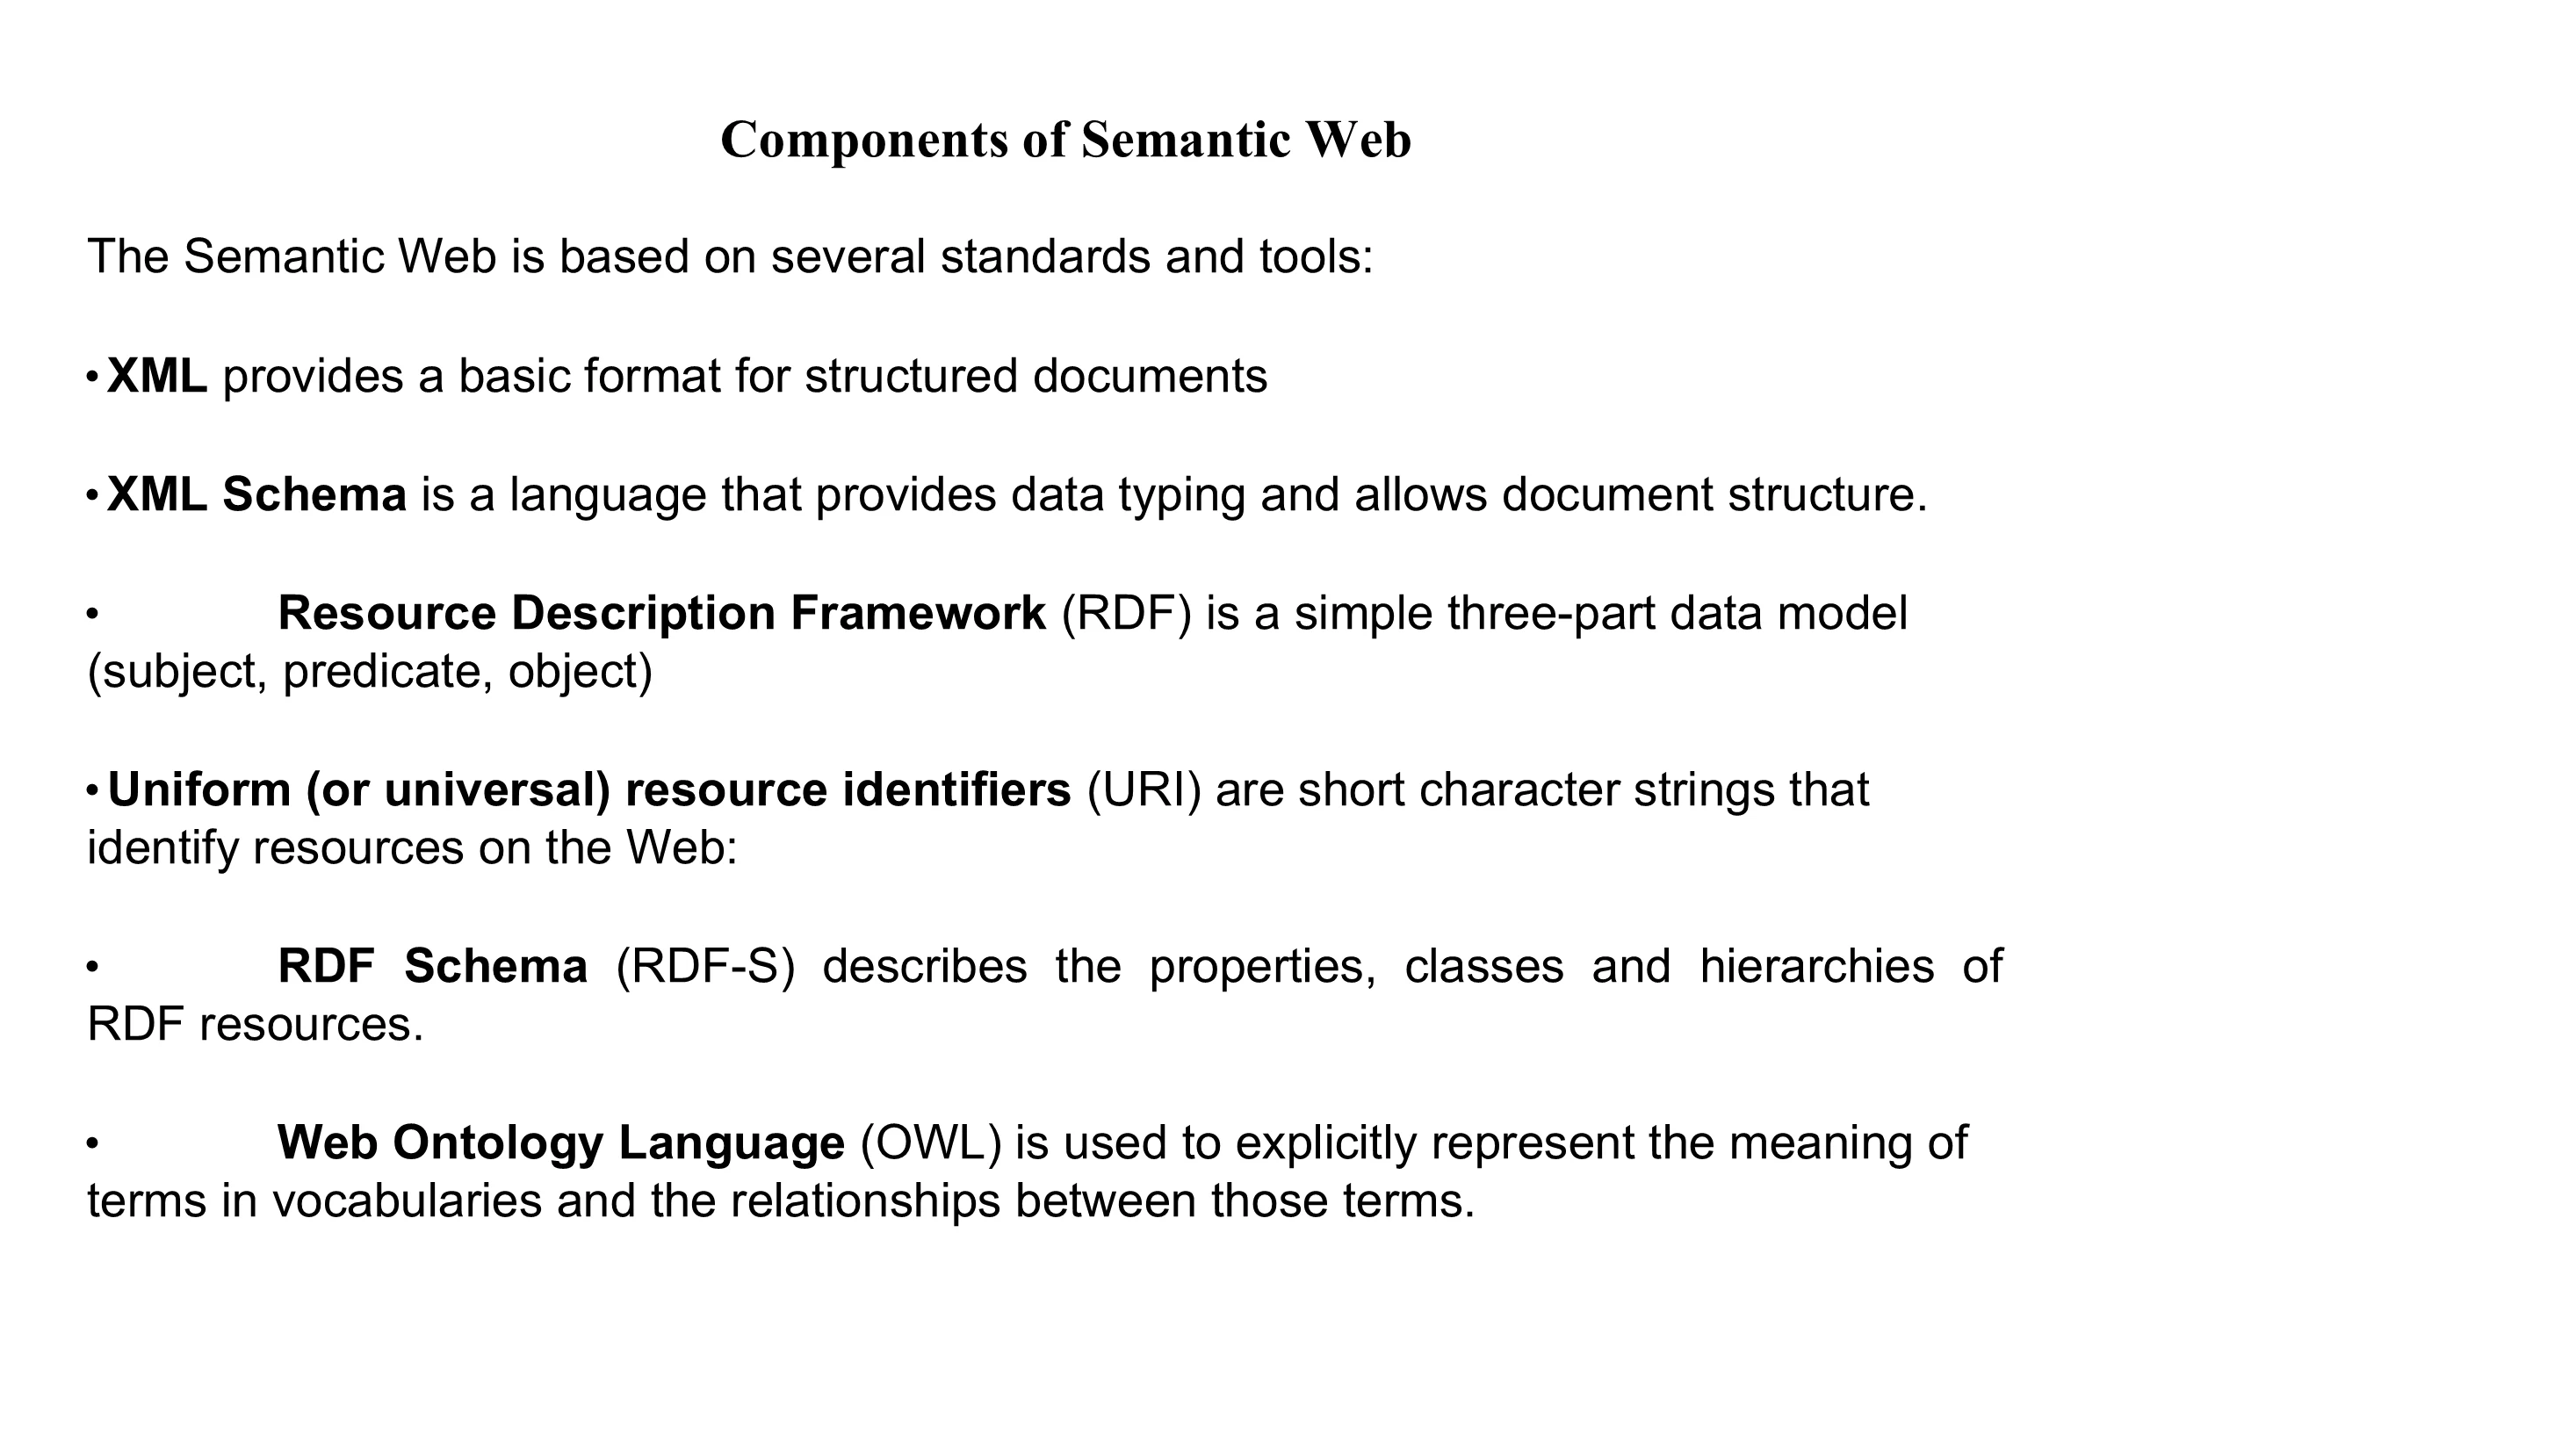 Components of Semantic Web
The Semantic Web is based on several standards and tools:
• XML provides a basic format for structured documents
• XML Schema is a language that provides data typing and allows document structure.
• Resource Description Framework (RDF) is a simple three-part data model
(subject, predicate, object)
• Uniform (or universal) resource identifiers (URI) are short character strings that
identify resources on the Web:
• RDF Schema (RDF-S) describes the properties, classes and hierarchies of
RDF resources.
• Web Ontology Language (OWL) is used to explicitly represent the meaning of
terms in vocabularies and the relationships between those terms.